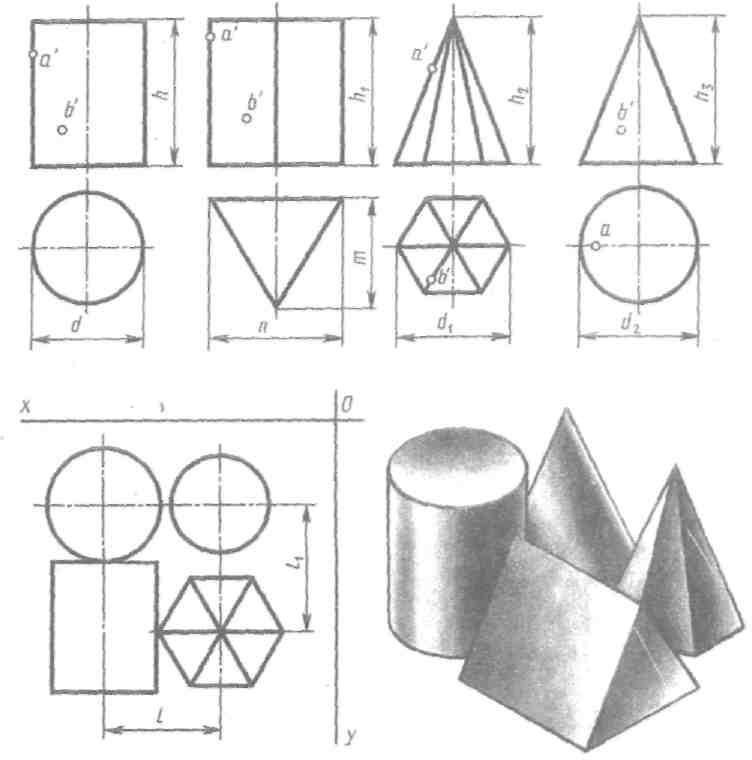 a' b' h
a' b' h₁
a' h₂
b' h₃
d
n m
b' d₁
a d₂
x 0
l₁
l
y